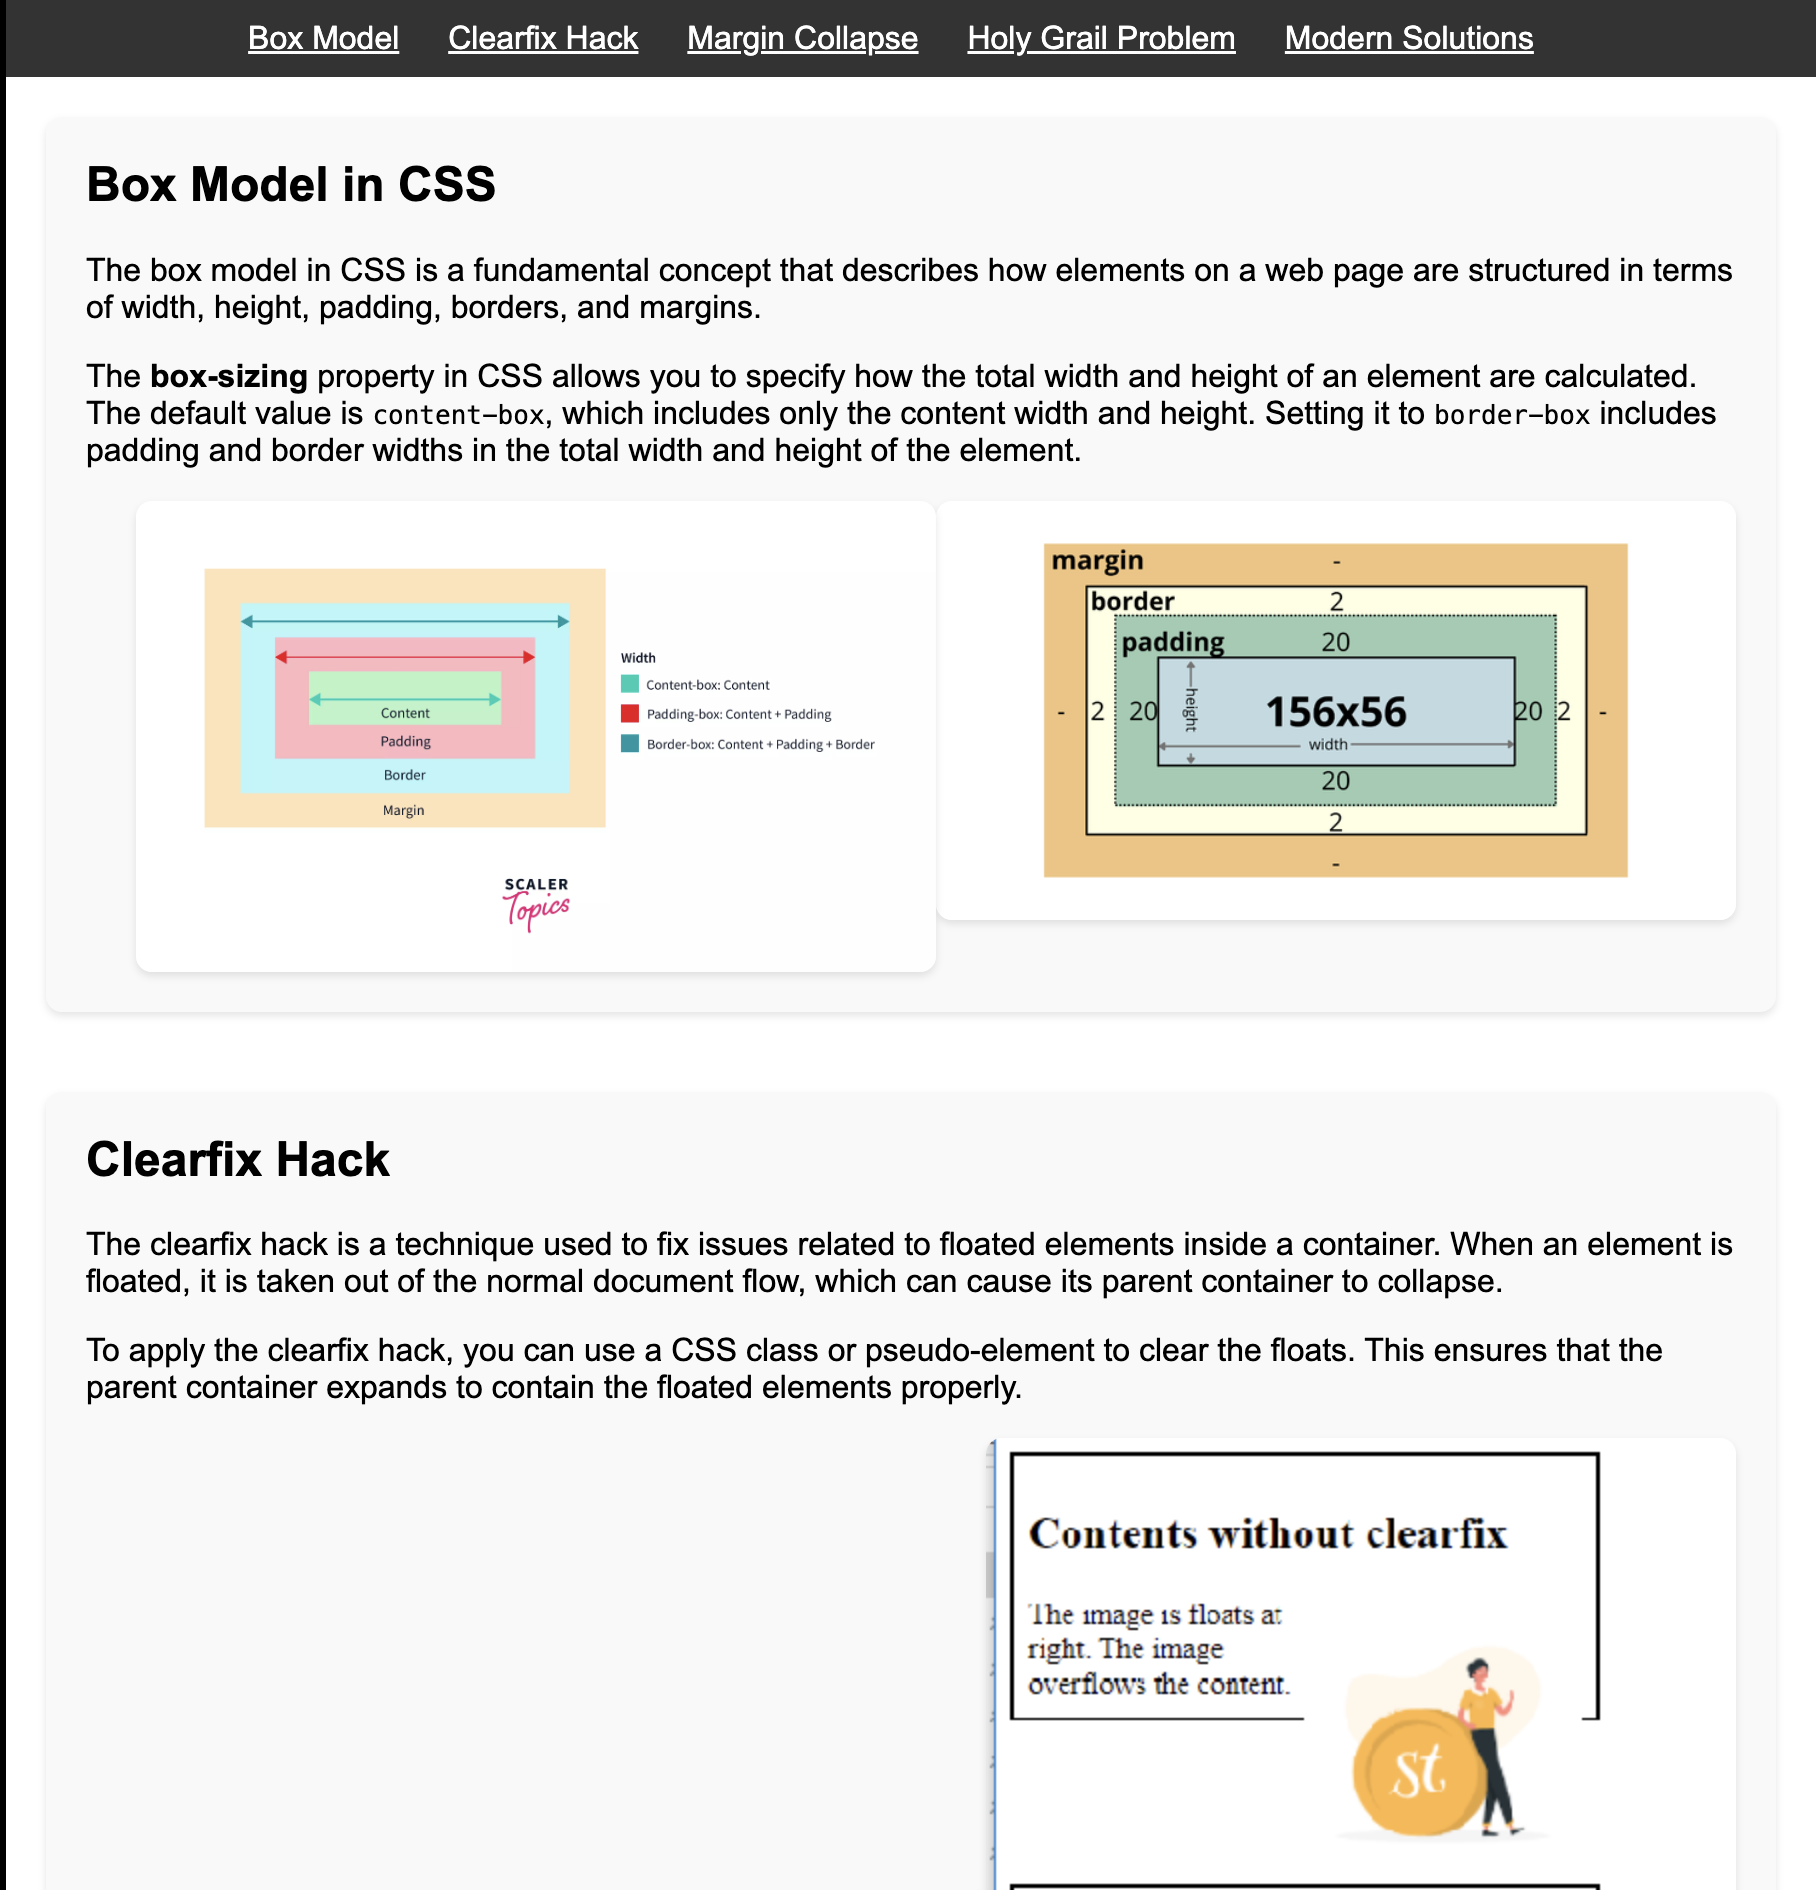 Box Model Clearfix Hack Margin Collapse Holy Grail Problem Modern Solutions
Box Model in CSS
The box model in CSS is a fundamental concept that describes how elements on a web page are structured in terms
of width, height, padding, borders, and margins.
The box-sizing property in CSS allows you to specify how the total width and height of an element are calculated.
The default value is content-box, which includes only the content width and height. Setting it to border-box includes
padding and border widths in the total width and height of the element.
Content
Padding
Border
Margin
Width
Content-box: Content
Padding-box: Content + Padding
Border-box: Content + Padding + Border
SCALER
Topics
margin -
border 2
padding 20
- 2 20 height 156x56 20 2 -
width
20
2
-
Clearfix Hack
The clearfix hack is a technique used to fix issues related to floated elements inside a container. When an element is
floated, it is taken out of the normal document flow, which can cause its parent container to collapse.
To apply the clearfix hack, you can use a CSS class or pseudo-element to clear the floats. This ensures that the
parent container expands to contain the floated elements properly.
Contents without clearfix
The image is floats at
right. The image
overflows the content.
st